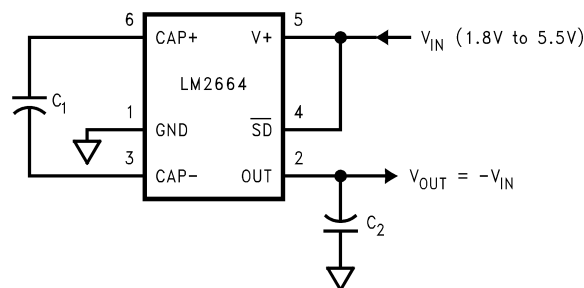 6 CAP+ V+ 5 V_IN (1.8V to 5.5V)
LM2664
C_1
1 GND S̅D̅ 4
3 CAP- OUT 2 V_OUT = -V_IN
C_2